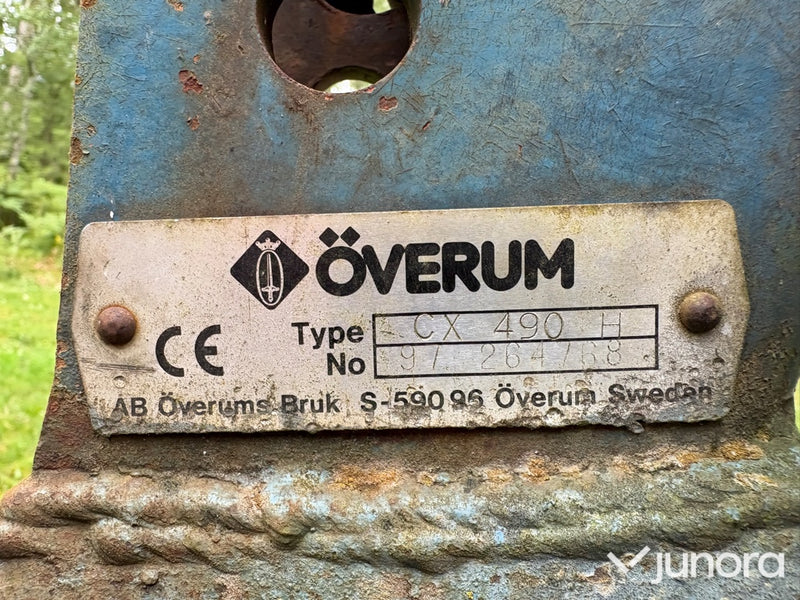 ÖVERUM
Type CX 490 H
No 97 264768
CE
AB Överums Bruk S-590 96 Överum Sweden
junora